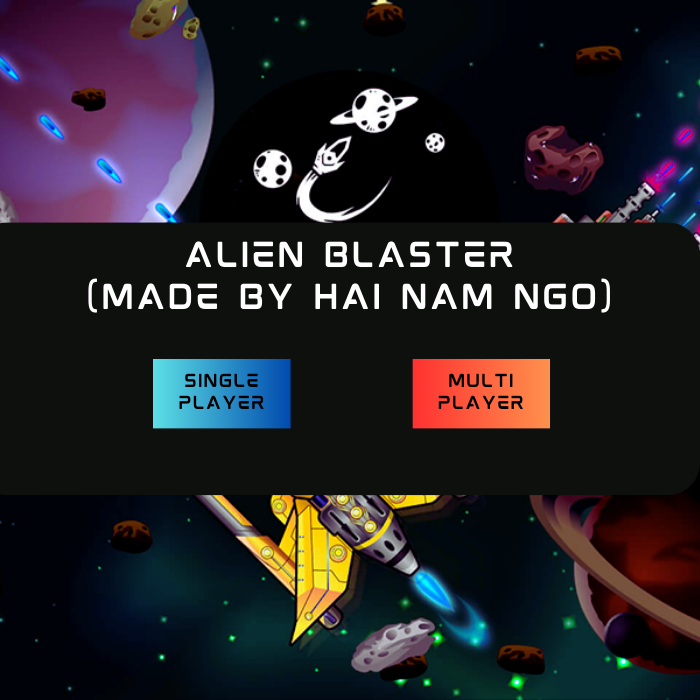 ALIEN BLASTER
(MADE BY HAI NAM NGO)
SINGLE
PLAYER
MULTI
PLAYER